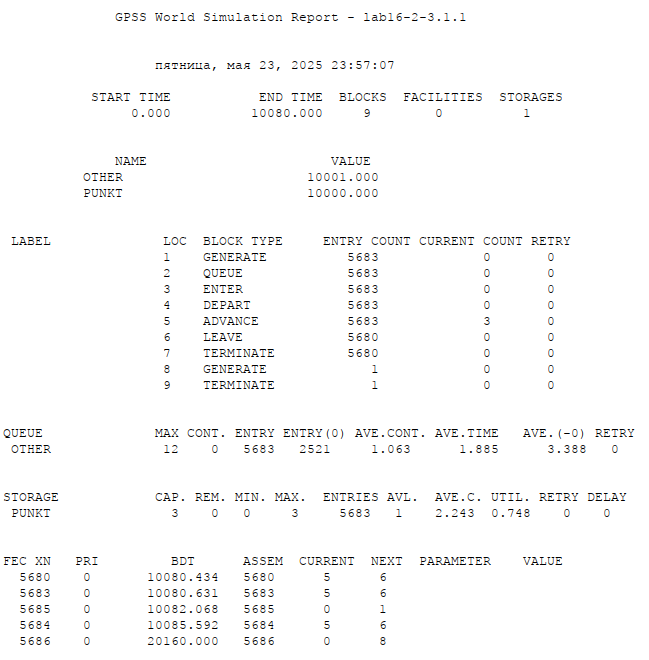 GPSS World Simulation Report - lab16-2-3.1.1
пятница, мая 23, 2025 23:57:07
START TIME END TIME BLOCKS FACILITIES STORAGES
0.000 10080.000 9 0 1
NAME VALUE
OTHER 10001.000
PUNKT 10000.000
LABEL LOC BLOCK TYPE ENTRY COUNT CURRENT COUNT RETRY
1 GENERATE 5683 0 0
2 QUEUE 5683 0 0
3 ENTER 5683 0 0
4 DEPART 5683 0 0
5 ADVANCE 5683 3 0
6 LEAVE 5680 0 0
7 TERMINATE 5680 0 0
8 GENERATE 1 0 0
9 TERMINATE 1 0 0
QUEUE MAX CONT. ENTRY ENTRY(0) AVE.CONT. AVE.TIME AVE.(-0) RETRY
OTHER 12 0 5683 2521 1.063 1.885 3.388 0
STORAGE CAP. REM. MIN. MAX. ENTRIES AVL. AVE.C. UTIL. RETRY DELAY
PUNKT 3 0 0 3 5683 1 2.243 0.748 0 0
FEC XN PRI BDT ASSEM CURRENT NEXT PARAMETER VALUE
5680 0 10080.434 5680 5 6
5683 0 10080.631 5683 5 6
5685 0 10082.068 5685 0 1
5684 0 10085.592 5684 5 6
5686 0 20160.000 5686 0 8